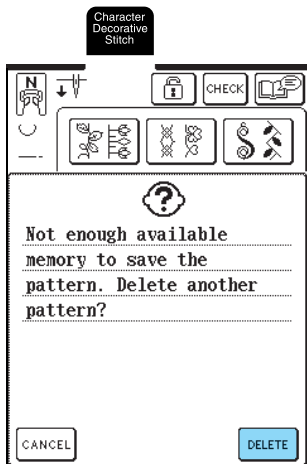 Character
Decorative
Stitch
N
CHECK
Not enough available
memory to save the
pattern. Delete another
pattern?
CANCEL
DELETE